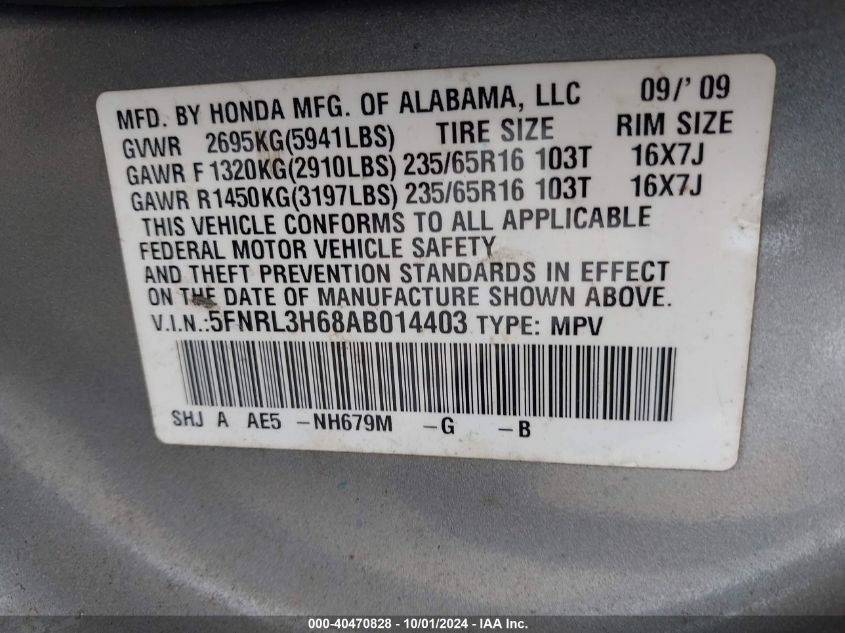 MFD. BY HONDA MFG. OF ALABAMA, LLC 09/'09
GVWR 2695KG(5941LBS) TIRE SIZE RIM SIZE
GAWR F1320KG(2910LBS) 235/65R16 103T 16X7J
GAWR R1450KG(3197LBS) 235/65R16 103T 16X7J
THIS VEHICLE CONFORMS TO ALL APPLICABLE
FEDERAL MOTOR VEHICLE SAFETY
AND THEFT PREVENTION STANDARDS IN EFFECT
ON THE DATE OF MANUFACTURE SHOWN ABOVE.
V.I.N.:5FNRL3H68AB014403 TYPE: MPV
SHJ A AE5 -NH679M -G -B
000-40470828 - 10/01/2024 - IAA Inc.